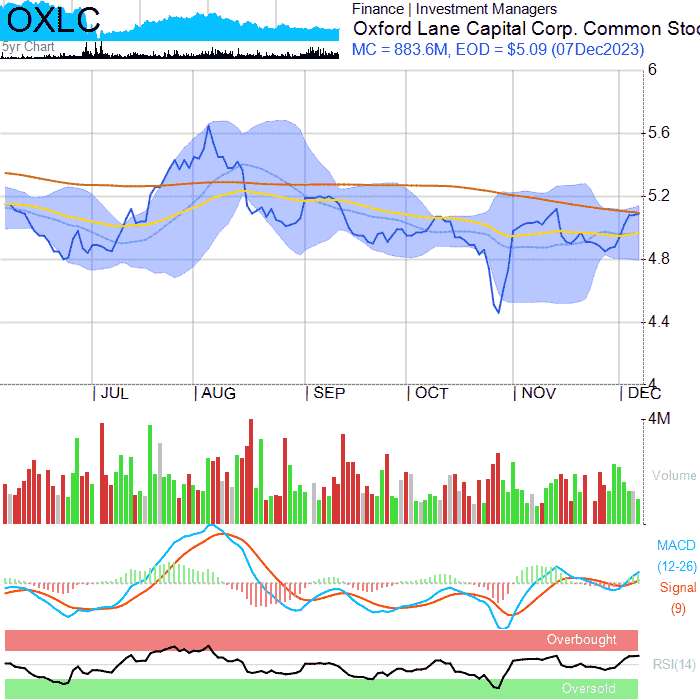 OXLC
5yr Chart
Finance | Investment Managers
Oxford Lane Capital Corp. Common Sto
MC = 883.6M, EOD = $5.09 (07Dec2023)
6
5.6
5.2
4.8
4.4
4
JUL AUG SEP OCT NOV DEC
4M
Volume
MACD
(12-26)
Signal
(9)
Overbought
RSI(14)
Oversold